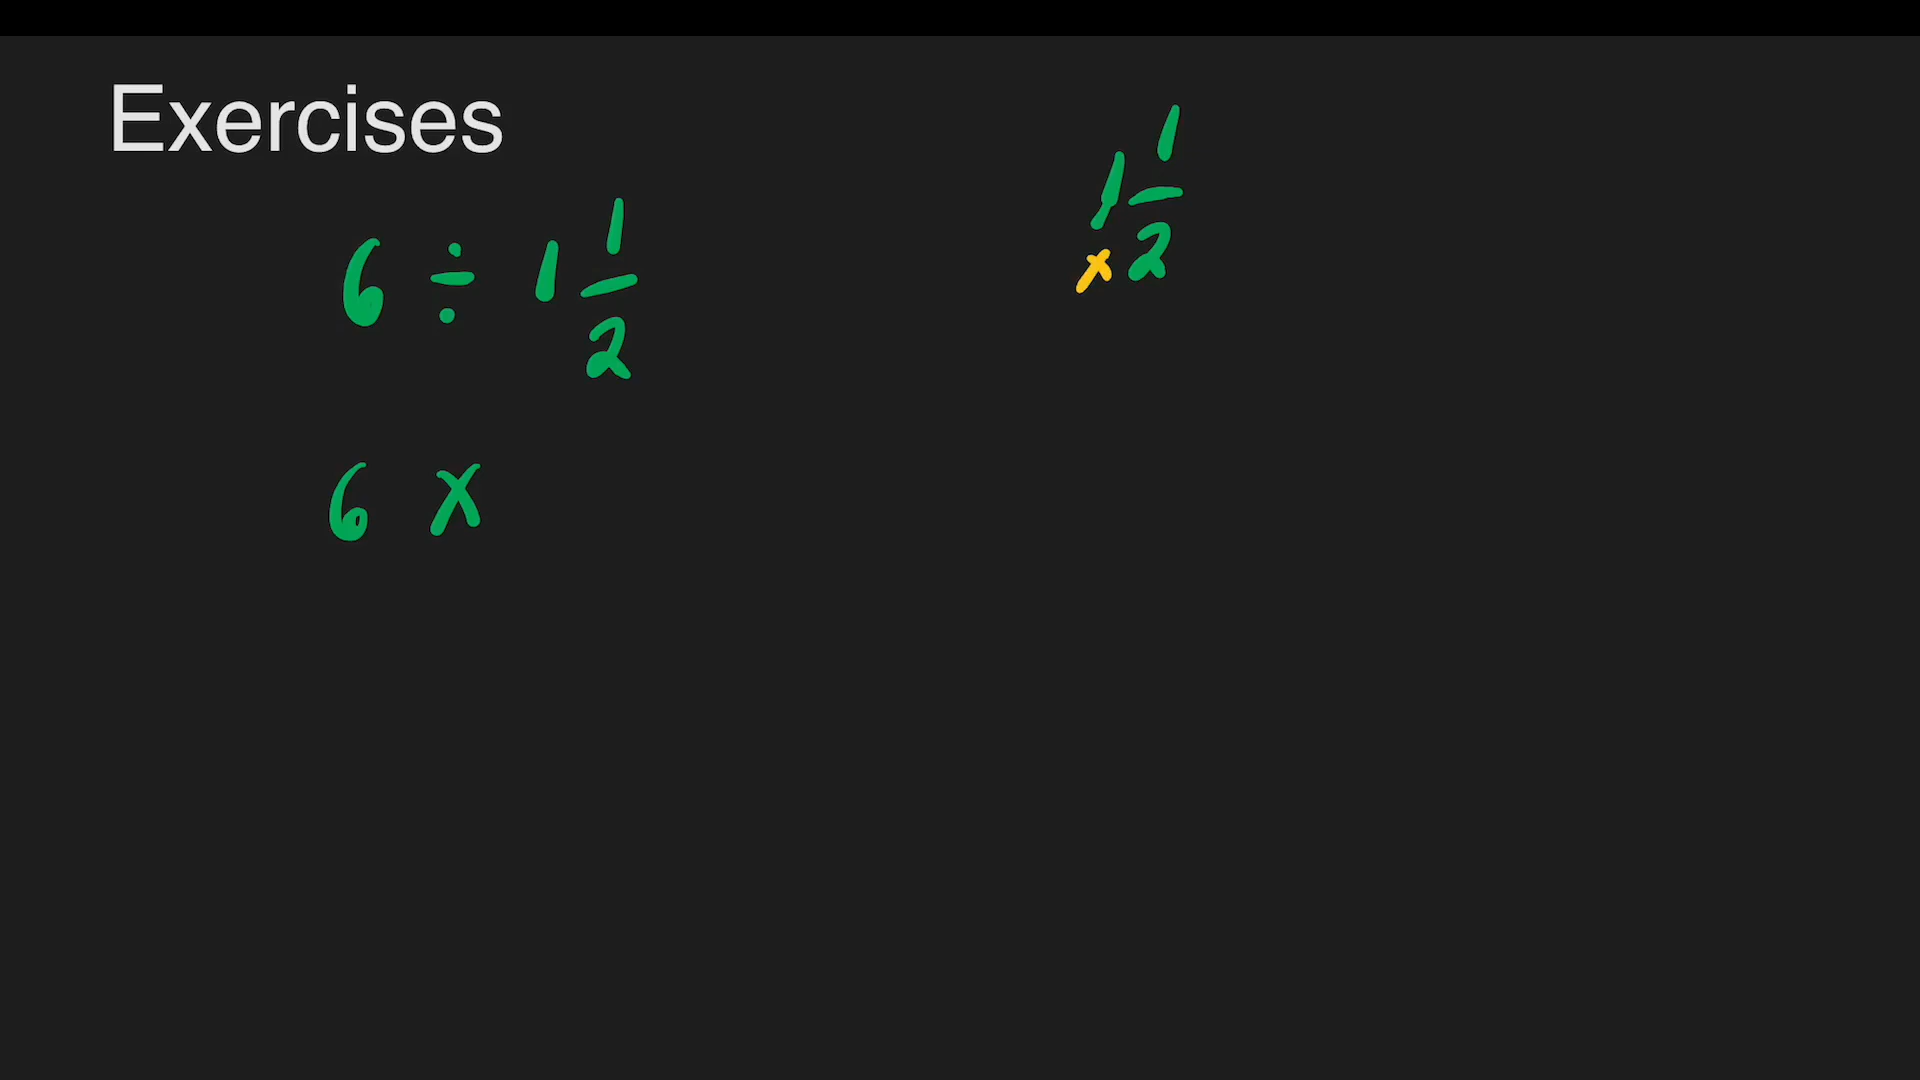 Exercises
6 ÷ 1 1/2
6 x
1 1/2
x